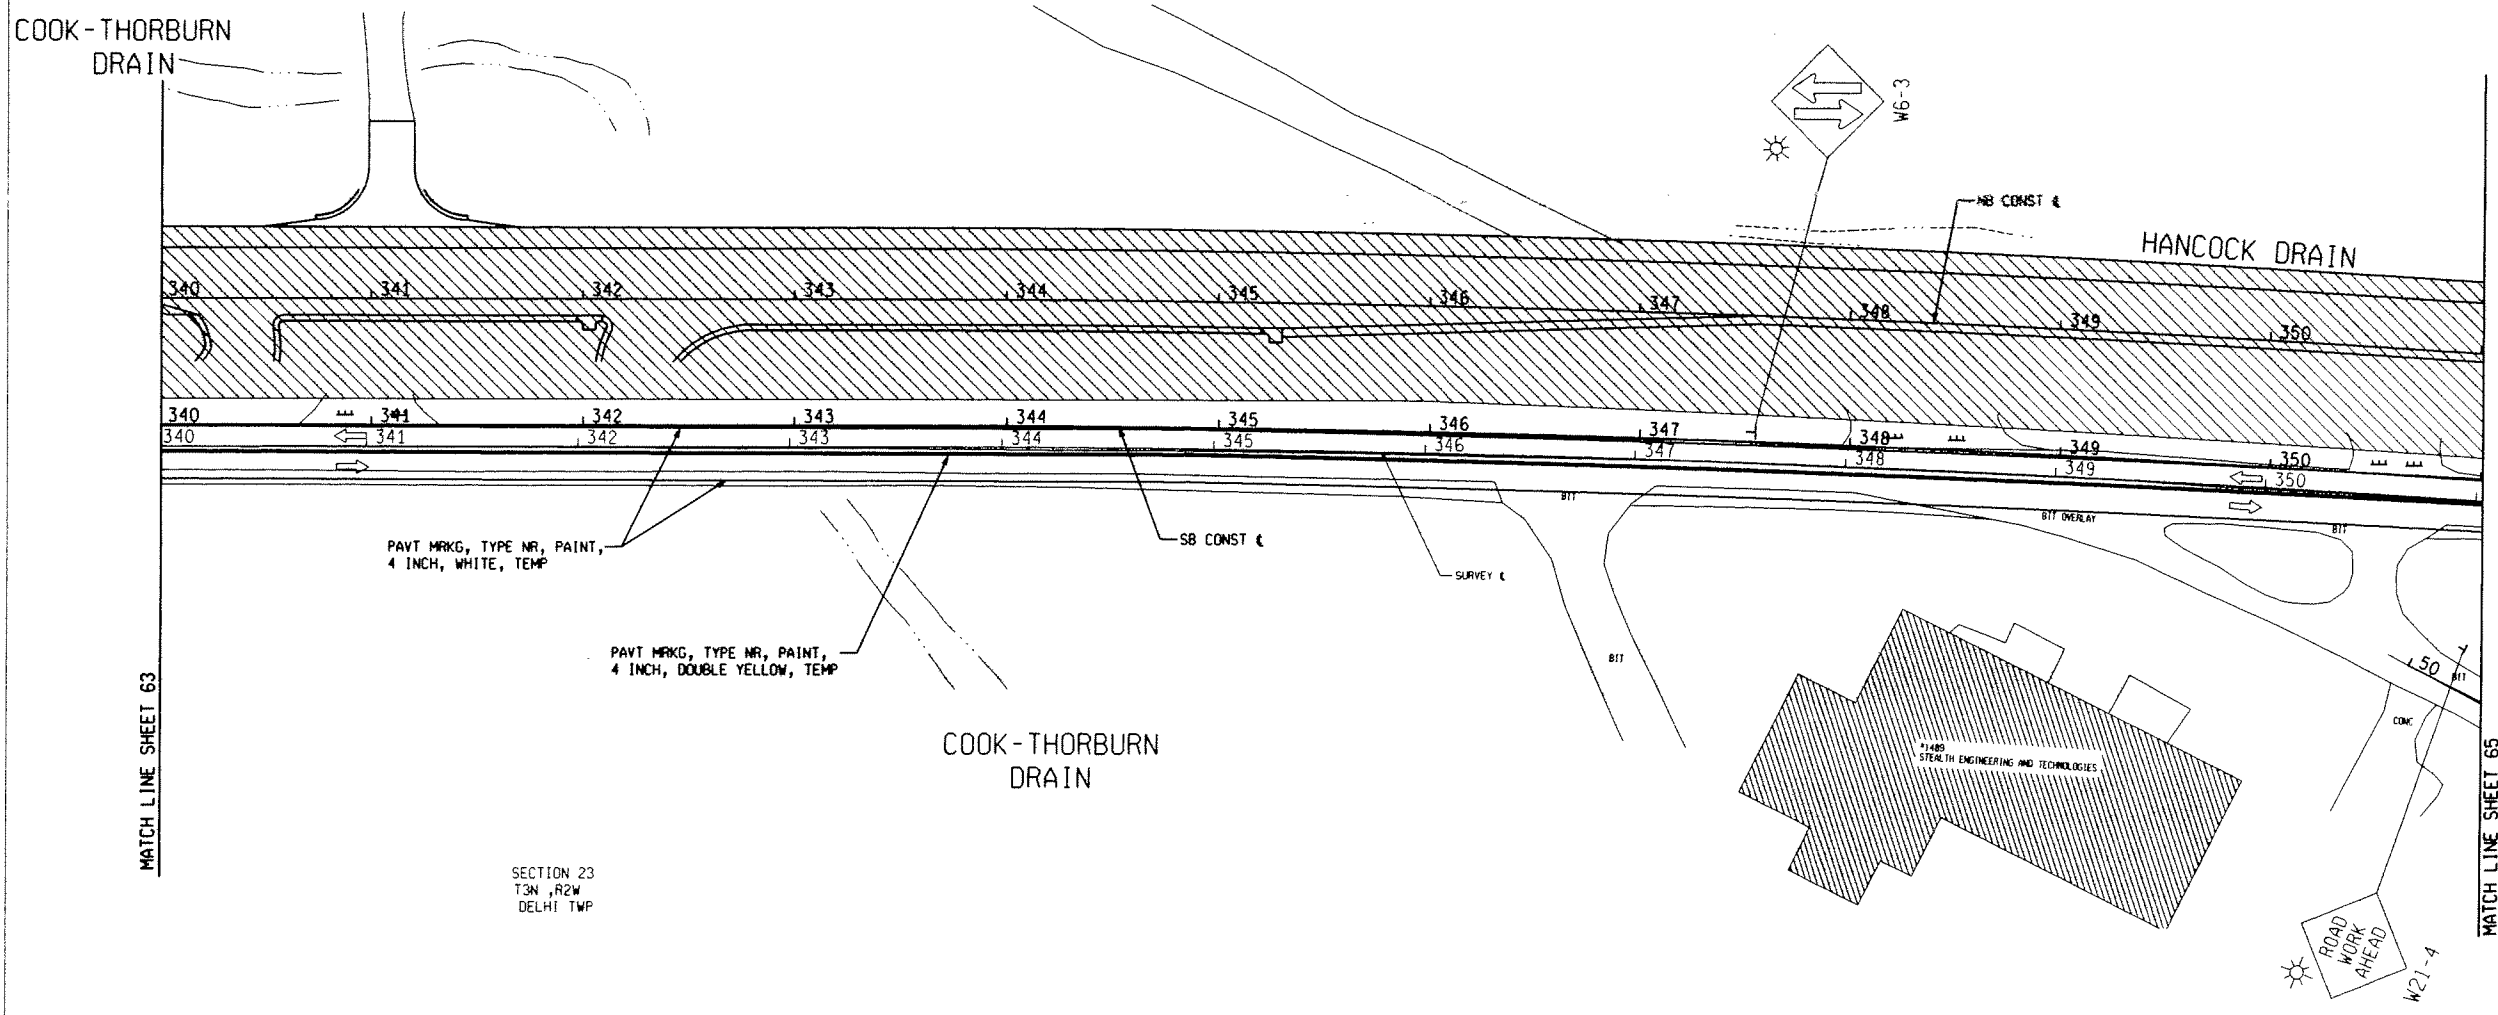 COOK-THORBURN
DRAIN
W6-3
NB CONST ℄
HANCOCK DRAIN
340 341 342 343 344 345 346 347 348 349 350
340 341 342 343 344 345 346 347 348 349 350
340 341 342 343 344 345 346 347 348 349 350
BIT
BIT OVERLAY
BIT
PAVT MRKG, TYPE NR, PAINT,
4 INCH, WHITE, TEMP
SB CONST ℄
SURVEY ℄
PAVT MRKG, TYPE NR, PAINT,
4 INCH, DOUBLE YELLOW, TEMP
BIT
50
BIT
CONC
COOK-THORBURN
DRAIN
#1489
STEALTH ENGINEERING AND TECHNOLOGIES
MATCH LINE SHEET 63
MATCH LINE SHEET 65
SECTION 23
T3N ,R2W
DELHI TWP
ROAD
WORK
AHEAD
W21-4